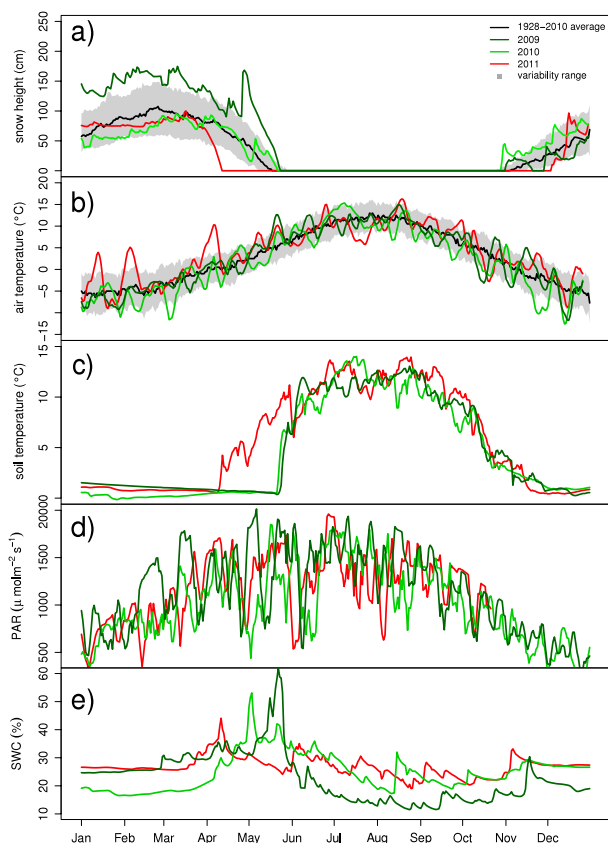 a)
snow height (cm)
250
200
150
100
50
1928−2010 average
2009
2010
2011
variability range
b)
air temperature (°C)
20
15
10
5
0
−5
−15
c)
soil temperature (°C)
15
10
5
0
d)
PAR (μ molm−2 s−1)
20000
1500
1000
500
e)
SWC (%)
60
50
40
30
20
10
Jan Feb Mar Apr May Jun Jul Aug Sep Oct Nov Dec